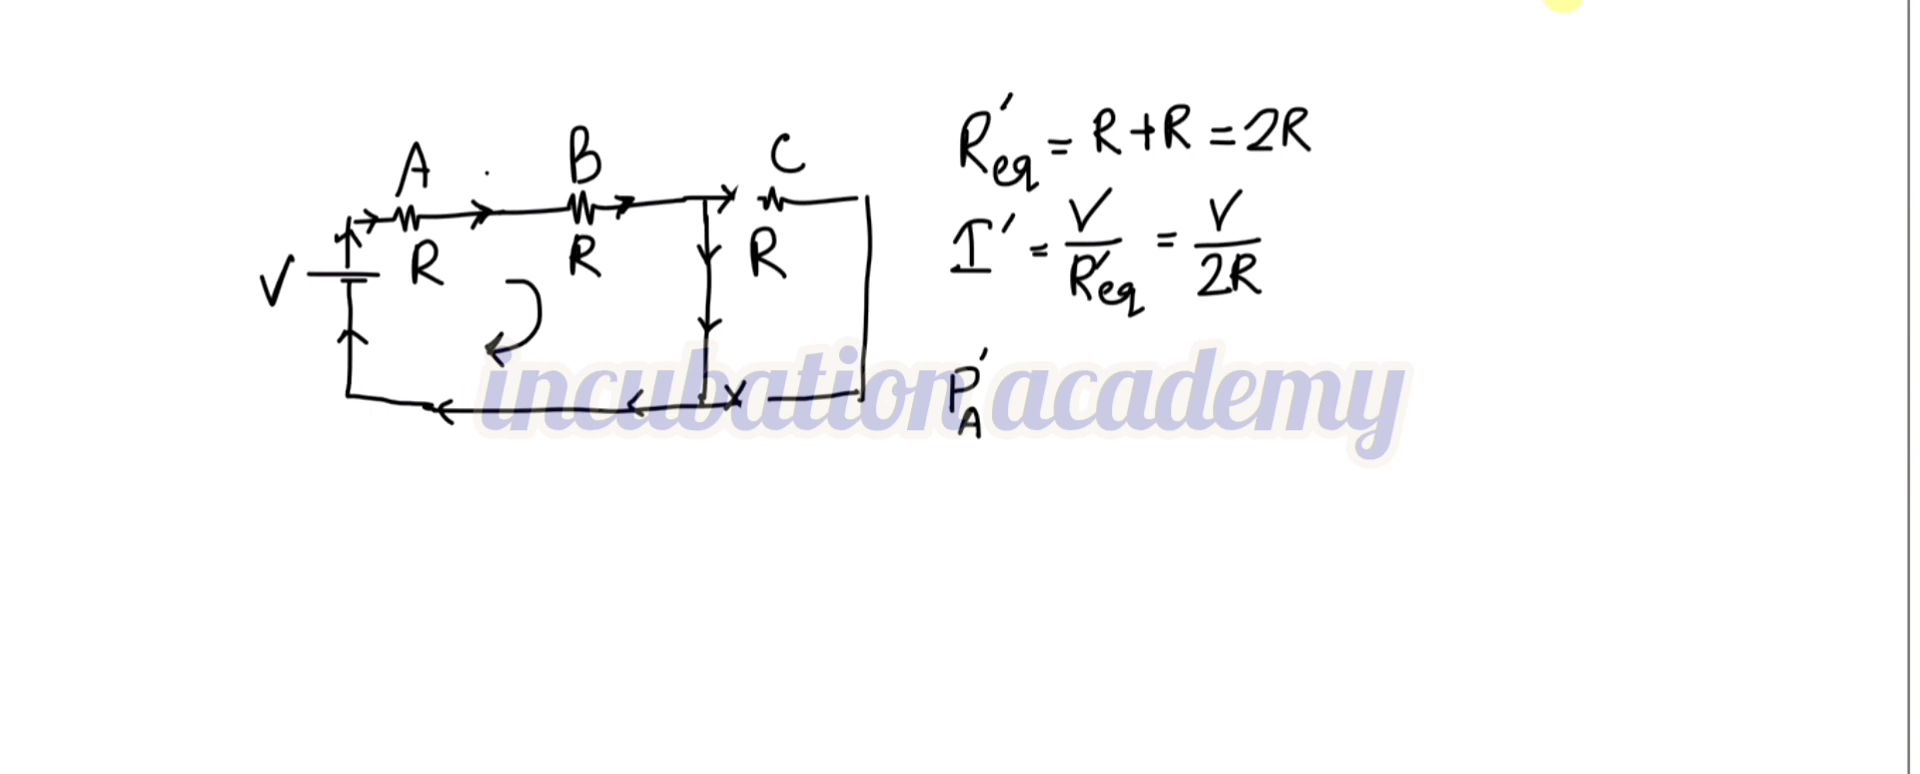 A B C
V R R R
R'eq = R + R = 2R
I' = V/R'eq = V/2R
P'A
incubation academy